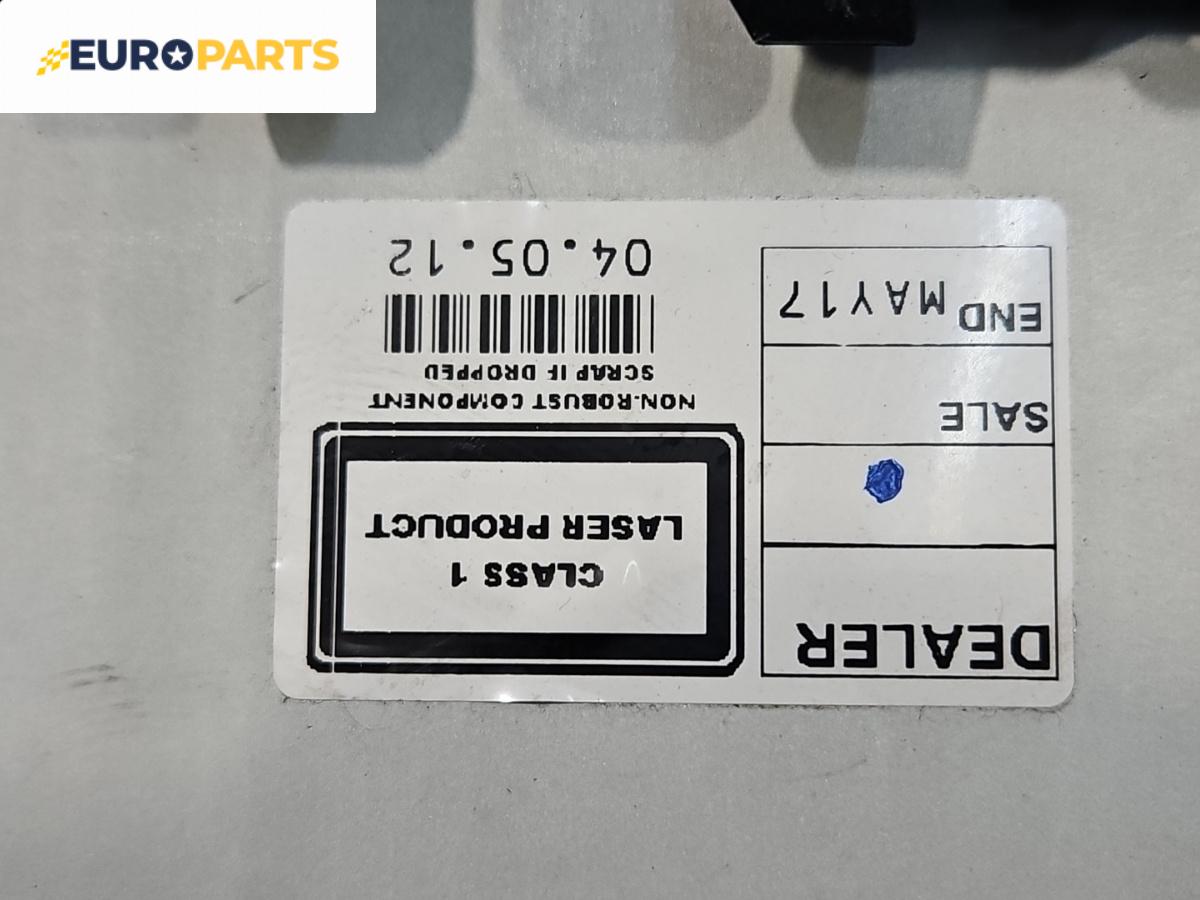 EUROPARTS
DEALER
SALE
END MAY17
CLASS 1
LASER PRODUCT
NON-ROBUST COMPONENT
SCRAP IF DROPPED
04.05.12